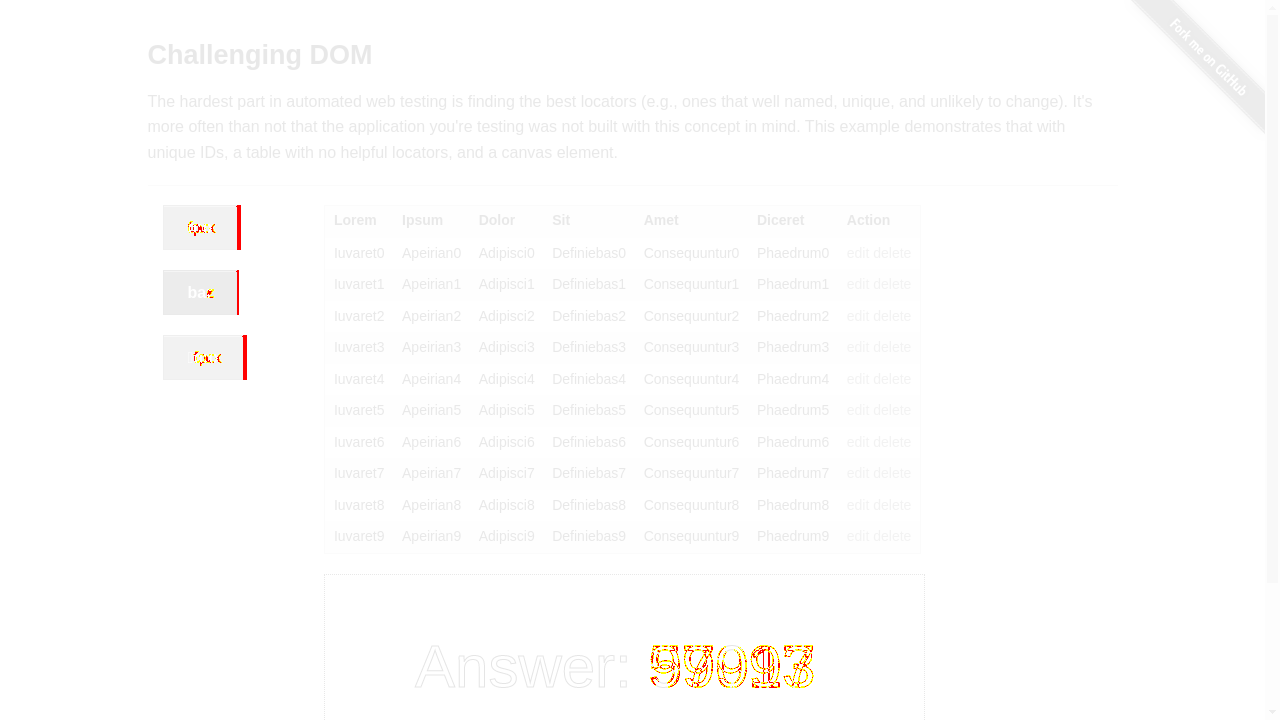 Fork me on GitHub
Challenging DOM
The hardest part in automated web testing is finding the best locators (e.g., ones that well named, unique, and unlikely to change). It's
more often than not that the application you're testing was not built with this concept in mind. This example demonstrates that with
unique IDs, a table with no helpful locators, and a canvas element.
Lorem Ipsum Dolor Sit Amet Diceret Action
Iuvaret0 Apeirian0 Adipisci0 Definiebas0 Consequuntur0 Phaedrum0 edit delete
Iuvaret1 Apeirian1 Adipisci1 Definiebas1 Consequuntur1 Phaedrum1 edit delete
Iuvaret2 Apeirian2 Adipisci2 Definiebas2 Consequuntur2 Phaedrum2 edit delete
Iuvaret3 Apeirian3 Adipisci3 Definiebas3 Consequuntur3 Phaedrum3 edit delete
Iuvaret4 Apeirian4 Adipisci4 Definiebas4 Consequuntur4 Phaedrum4 edit delete
Iuvaret5 Apeirian5 Adipisci5 Definiebas5 Consequuntur5 Phaedrum5 edit delete
Iuvaret6 Apeirian6 Adipisci6 Definiebas6 Consequuntur6 Phaedrum6 edit delete
Iuvaret7 Apeirian7 Adipisci7 Definiebas7 Consequuntur7 Phaedrum7 edit delete
Iuvaret8 Apeirian8 Adipisci8 Definiebas8 Consequuntur8 Phaedrum8 edit delete
Iuvaret9 Apeirian9 Adipisci9 Definiebas9 Consequuntur9 Phaedrum9 edit delete
Answer: